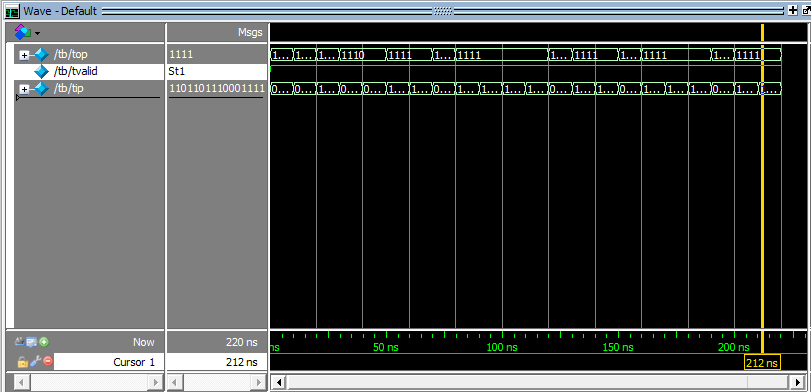 Wave - Default
Msgs
/tb/top 1111 1... 1... 1... 1110 1111 1... 1111 1... 1111 1... 1111 1... 1111
/tb/tvalid St1
/tb/tip 1101101110001111 0... 0... 1... 0... 0... 1... 1... 0... 1... 1... 1... 1... 0... 1... 1... 0... 1... 1... 1... 0... 1...
Now 220 ns
ns 50 ns 100 ns 150 ns 200 ns
Cursor 1 212 ns
212 ns